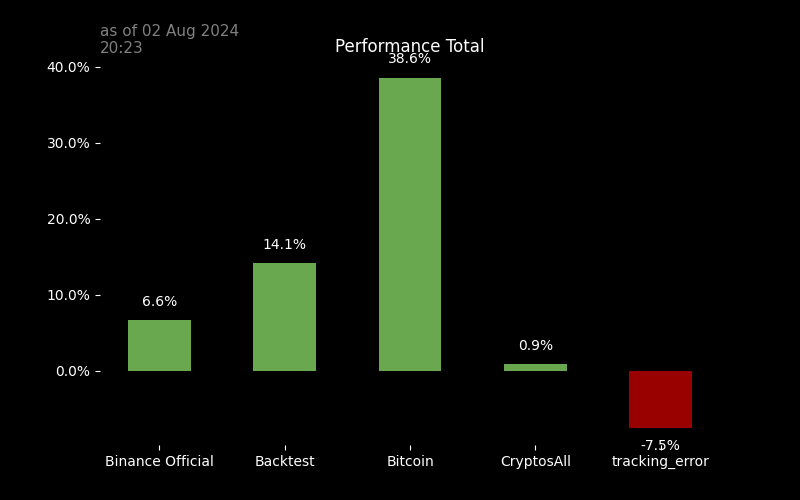 as of 02 Aug 2024
20:23
Performance Total
38.6%
40.0%
30.0%
20.0%
14.1%
10.0%
6.6%
0.9%
0.0%
-7.5%
Binance Official
Backtest
Bitcoin
CryptosAll
tracking_error